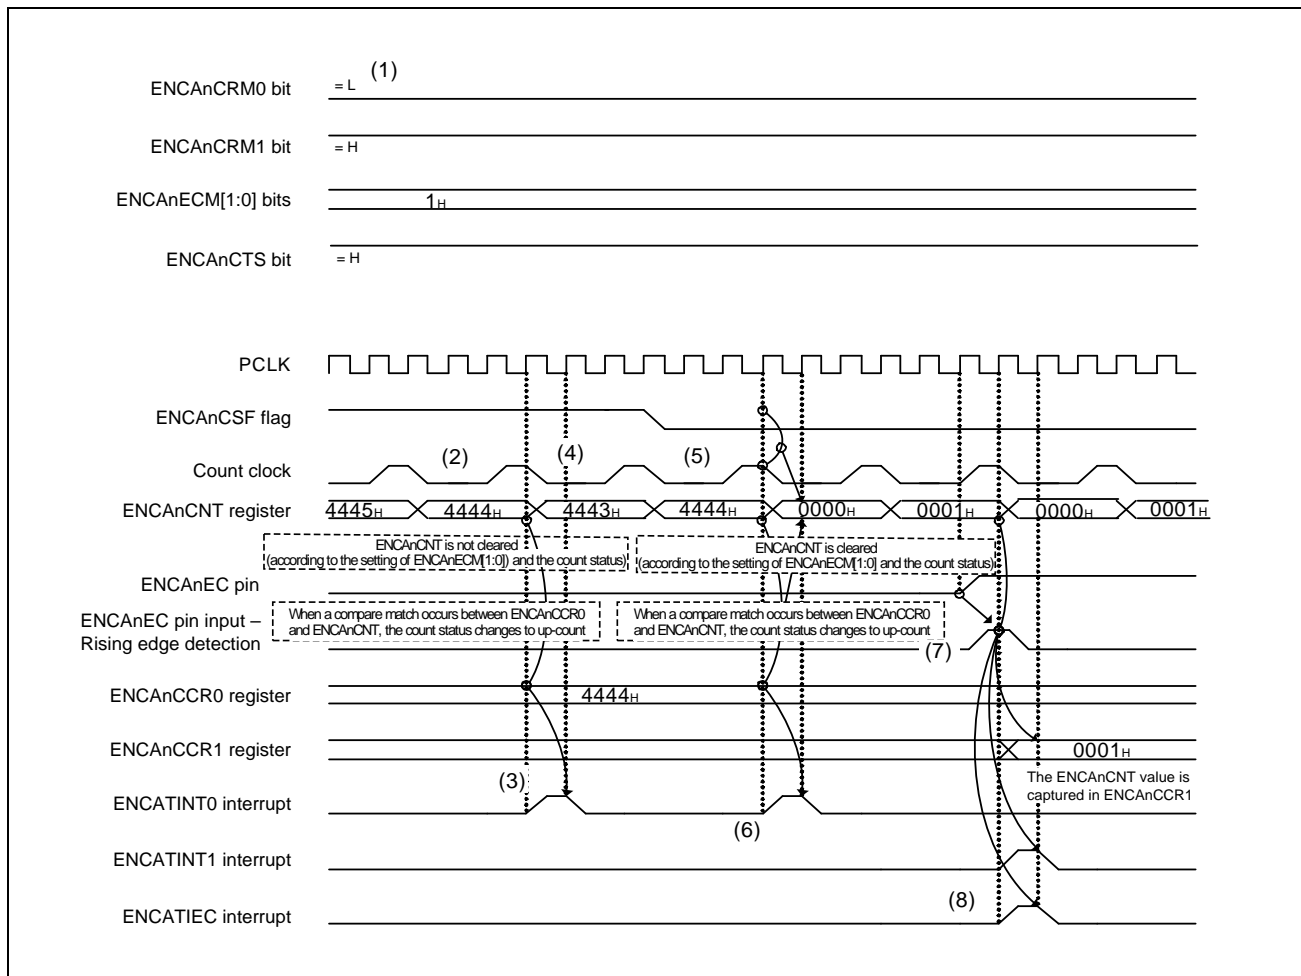 (1)
ENCAnCRM0 bit = L
ENCAnCRM1 bit = H
ENCAnECM[1:0] bits 1H
ENCAnCTS bit = H
PCLK
ENCAnCSF flag
Count clock (2) (4) (5)
ENCAnCNT register 4445H 4444H 4443H 4444H 0000H 0001H 0000H 0001H
ENCAnCNT is not cleared
(according to the setting of ENCAnECM[1:0]) and the count status)
ENCAnCNT is cleared
(according to the setting of ENCAnECM[1:0] and the count status)
ENCAnEC pin
When a compare match occurs between ENCAnCCR0
and ENCAnCNT, the count status changes to up-count
When a compare match occurs between ENCAnCCR0
and ENCAnCNT, the count status changes to up-count
ENCAnEC pin input –
Rising edge detection
(7)
ENCAnCCR0 register 4444H
ENCAnCCR1 register 0001H
The ENCAnCNT value is
captured in ENCAnCCR1
(3)
ENCATINT0 interrupt
(6)
ENCATINT1 interrupt
(8)
ENCATIEC interrupt